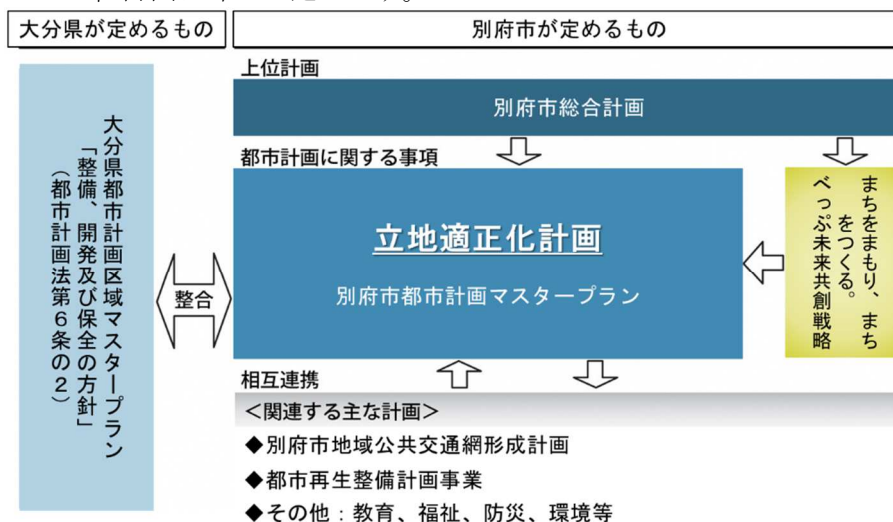 大分県が定めるもの
別府市が定めるもの
大分県都市計画区域マスタープラン
「整備、開発及び保全の方針」
（都市計画法第6条の2）
整合
上位計画
別府市総合計画
都市計画に関する事項
立地適正化計画
別府市都市計画マスタープラン
まちをまもり、まち
をつくる。
べっぷ未来共創戦略
相互連携
＜関連する主な計画＞
◆別府市地域公共交通網形成計画
◆都市再生整備計画事業
◆その他：教育、福祉、防災、環境等